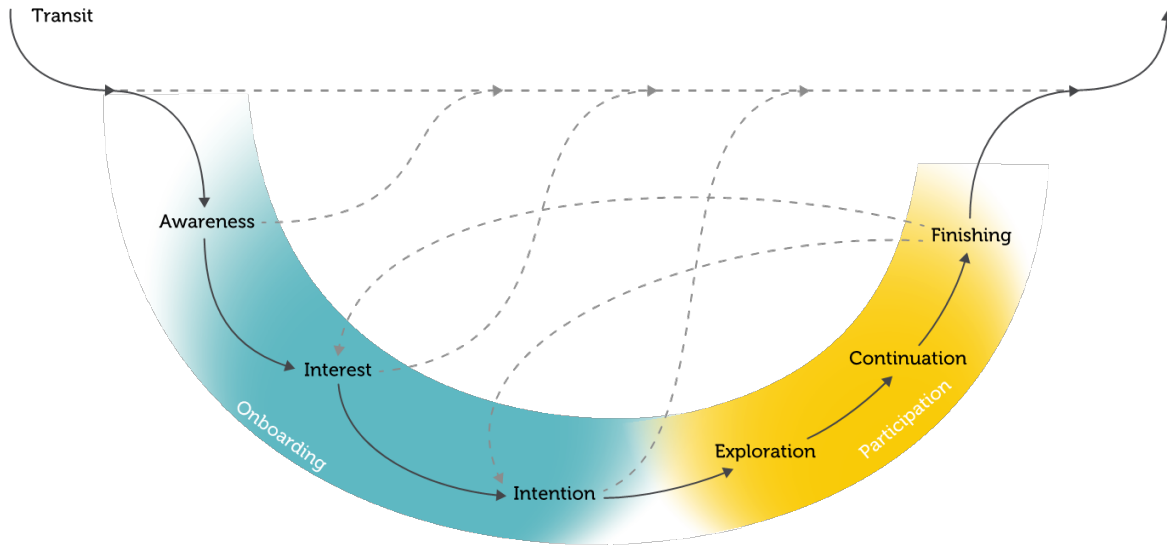 Transit
Awareness
Finishing
Interest
Continuation
Onboarding
Participation
Exploration
Intention